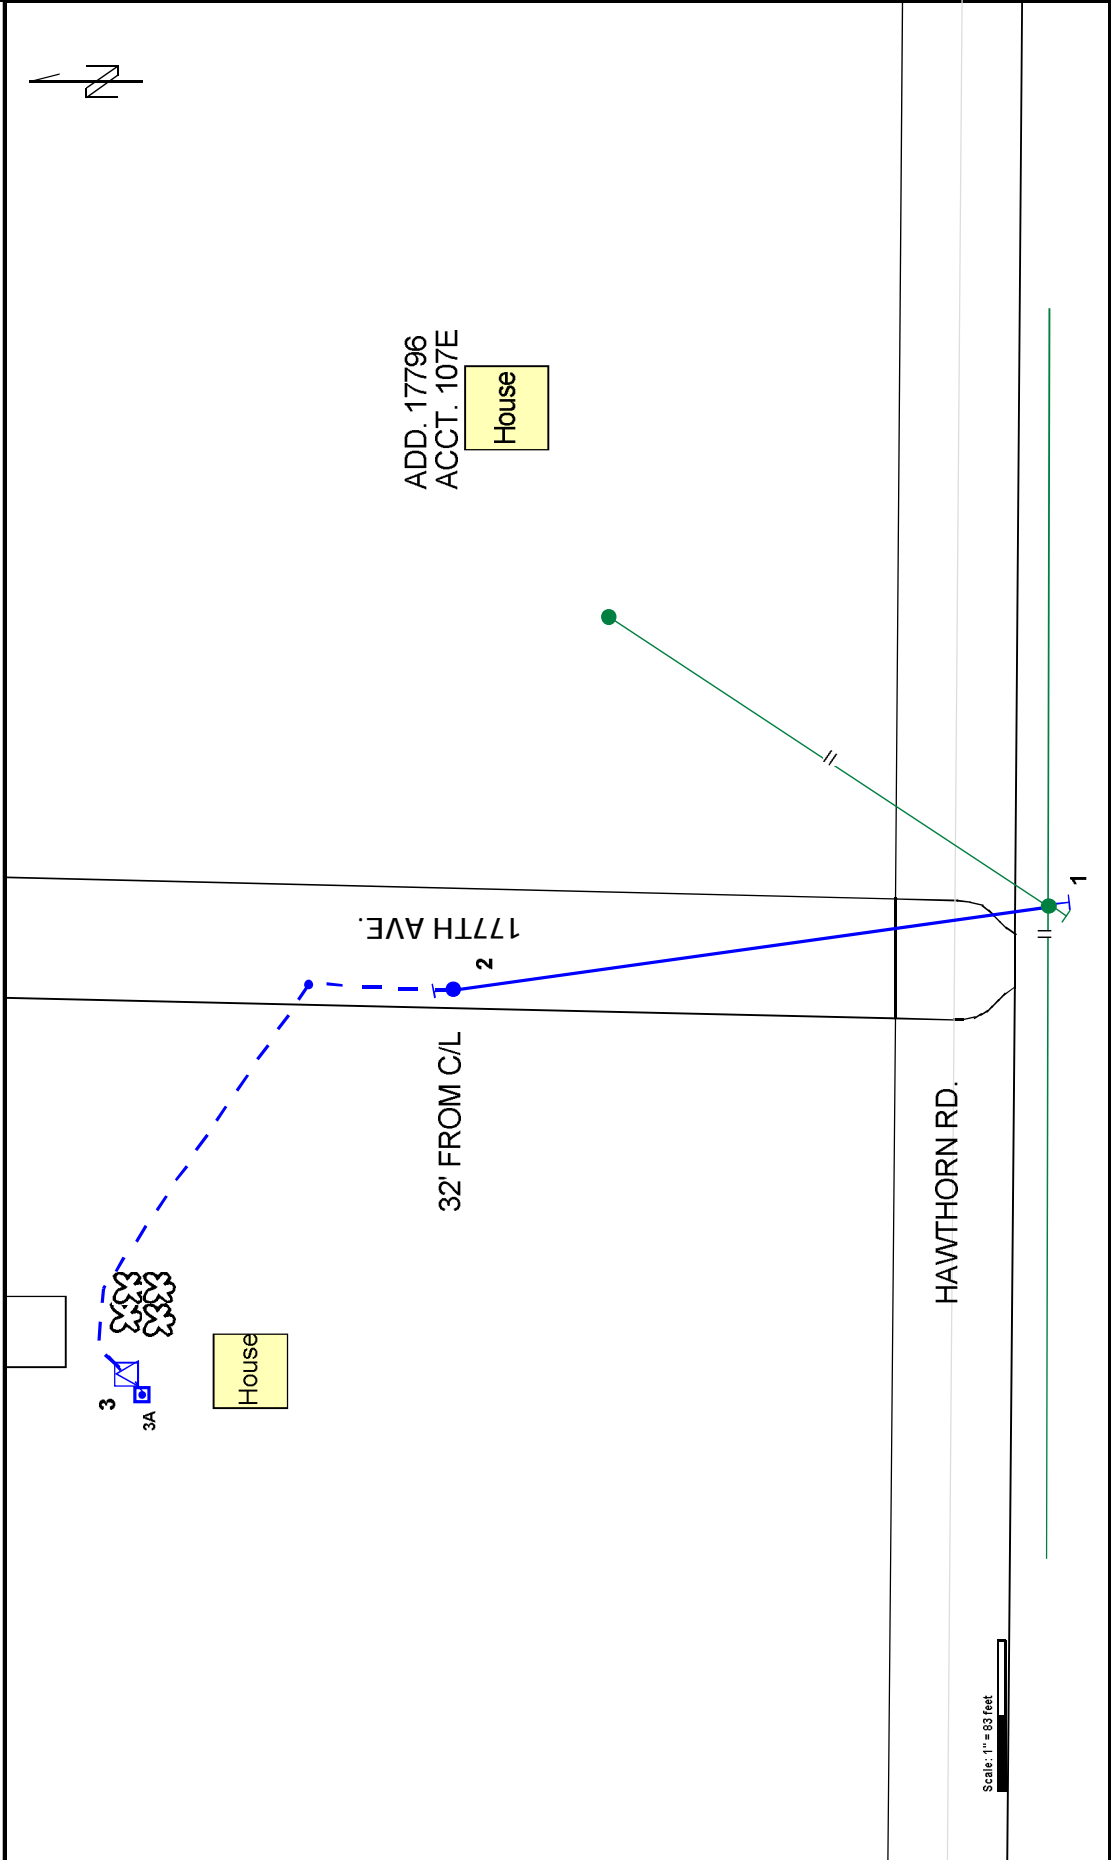 N
ADD. 17796
ACCT. 107E
House
177TH AVE.
2
32' FROM C/L
1
HAWTHORN RD.
3
3A
House
Scale: 1" = 83 feet